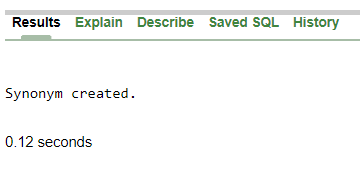 Results Explain Describe Saved SQL History
Synonym created.
0.12 seconds